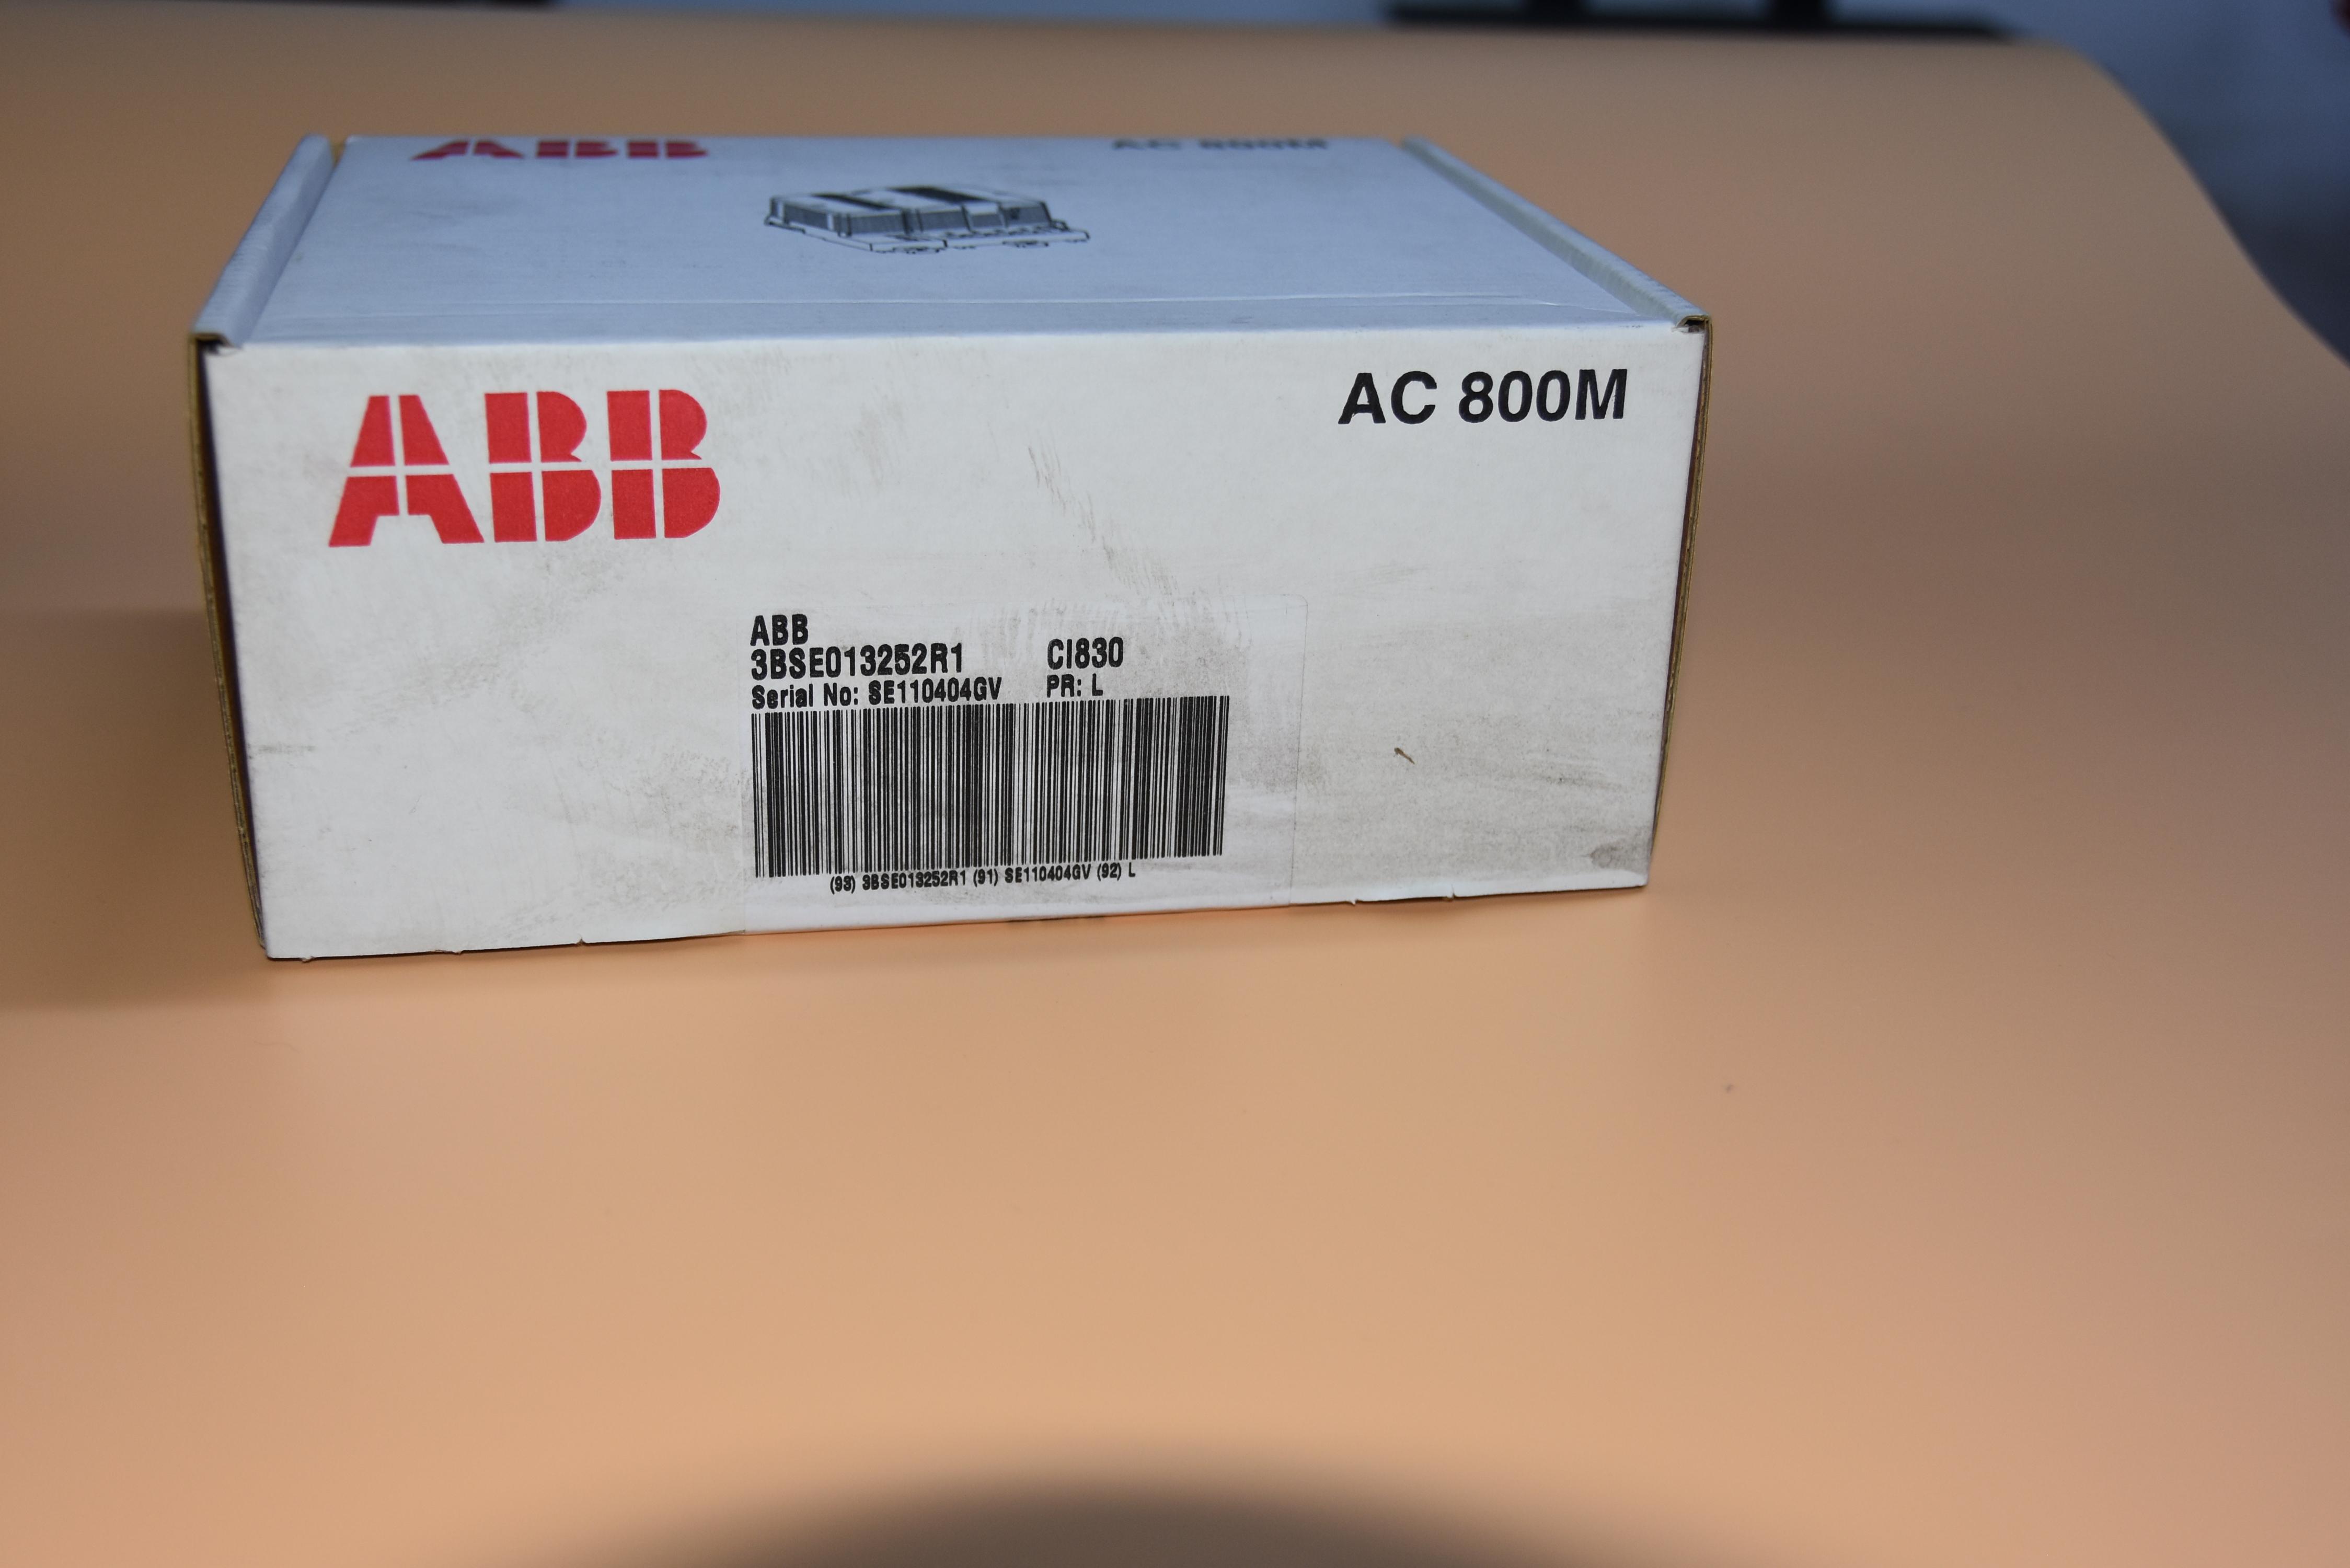 ABB
AC 800M
ABB
AC 800M
ABB
3BSE013252R1 CI830
Serial No: SE110404GV PR: L
(93) 3BSE013252R1 (91) SE110404GV (92) L